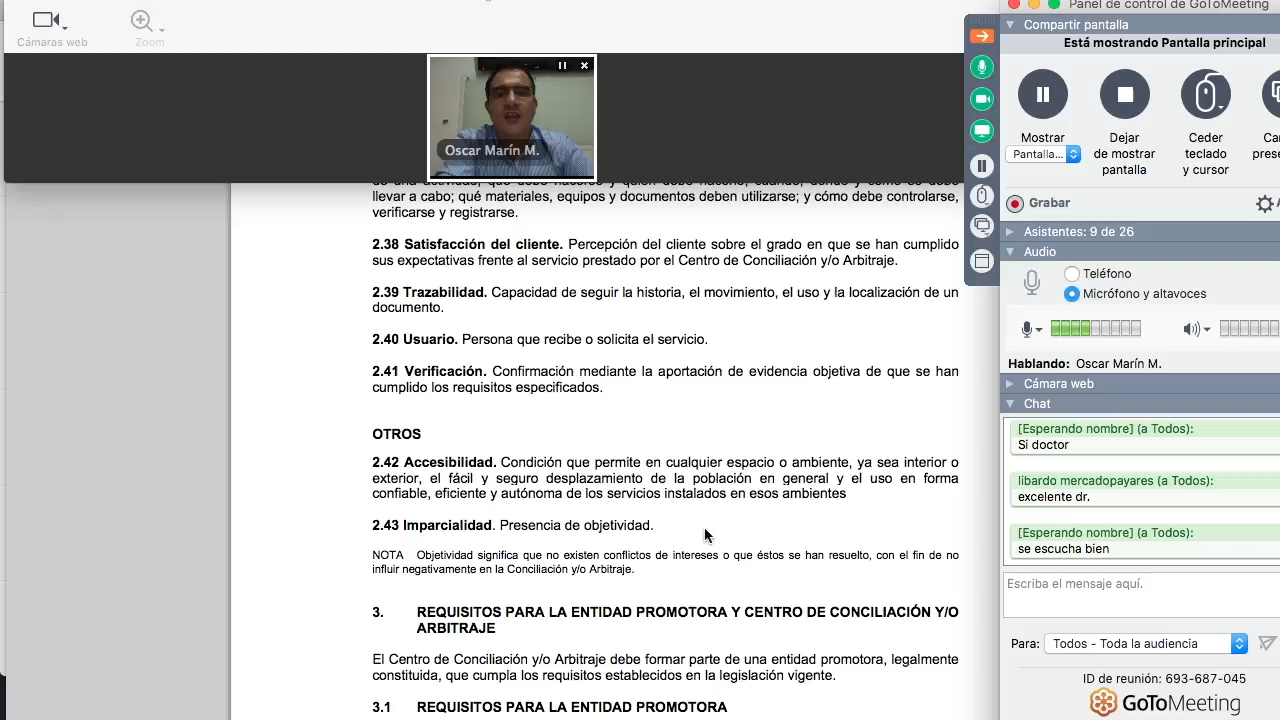 Cámaras web
Zoom
Oscar Marín M.
llevar a cabo; qué materiales, equipos y documentos deben utilizarse; y cómo debe controlarse,
verificarse y registrarse.
2.38 Satisfacción del cliente. Percepción del cliente sobre el grado en que se han cumplido
sus expectativas frente al servicio prestado por el Centro de Conciliación y/o Arbitraje.
2.39 Trazabilidad. Capacidad de seguir la historia, el movimiento, el uso y la localización de un
documento.
2.40 Usuario. Persona que recibe o solicita el servicio.
2.41 Verificación. Confirmación mediante la aportación de evidencia objetiva de que se han
cumplido los requisitos especificados.
OTROS
2.42 Accesibilidad. Condición que permite en cualquier espacio o ambiente, ya sea interior o
exterior, el fácil y seguro desplazamiento de la población en general y el uso en forma
confiable, eficiente y autónoma de los servicios instalados en esos ambientes
2.43 Imparcialidad. Presencia de objetividad.
NOTA Objetividad significa que no existen conflictos de intereses o que éstos se han resuelto, con el fin de no
influir negativamente en la Conciliación y/o Arbitraje.
3. REQUISITOS PARA LA ENTIDAD PROMOTORA Y CENTRO DE CONCILIACIÓN Y/O
ARBITRAJE
El Centro de Conciliación y/o Arbitraje debe formar parte de una entidad promotora, legalmente
constituida, que cumpla los requisitos establecidos en la legislación vigente.
3.1 REQUISITOS PARA LA ENTIDAD PROMOTORA
Panel de control de GoToMeeting
Compartir pantalla
Está mostrando Pantalla principal
Mostrar
Pantalla...
Dejar
de mostrar
pantalla
Ceder
teclado
y cursor
Grabar
Asistentes: 9 de 26
Audio
Teléfono
Micrófono y altavoces
Hablando: Oscar Marín M.
Cámara web
Chat
[Esperando nombre] (a Todos):
Si doctor
libardo mercadopayares (a Todos):
excelente dr.
[Esperando nombre] (a Todos):
se escucha bien
Escriba el mensaje aquí.
Para: Todos - Toda la audiencia
ID de reunión: 693-687-045
GoToMeeting